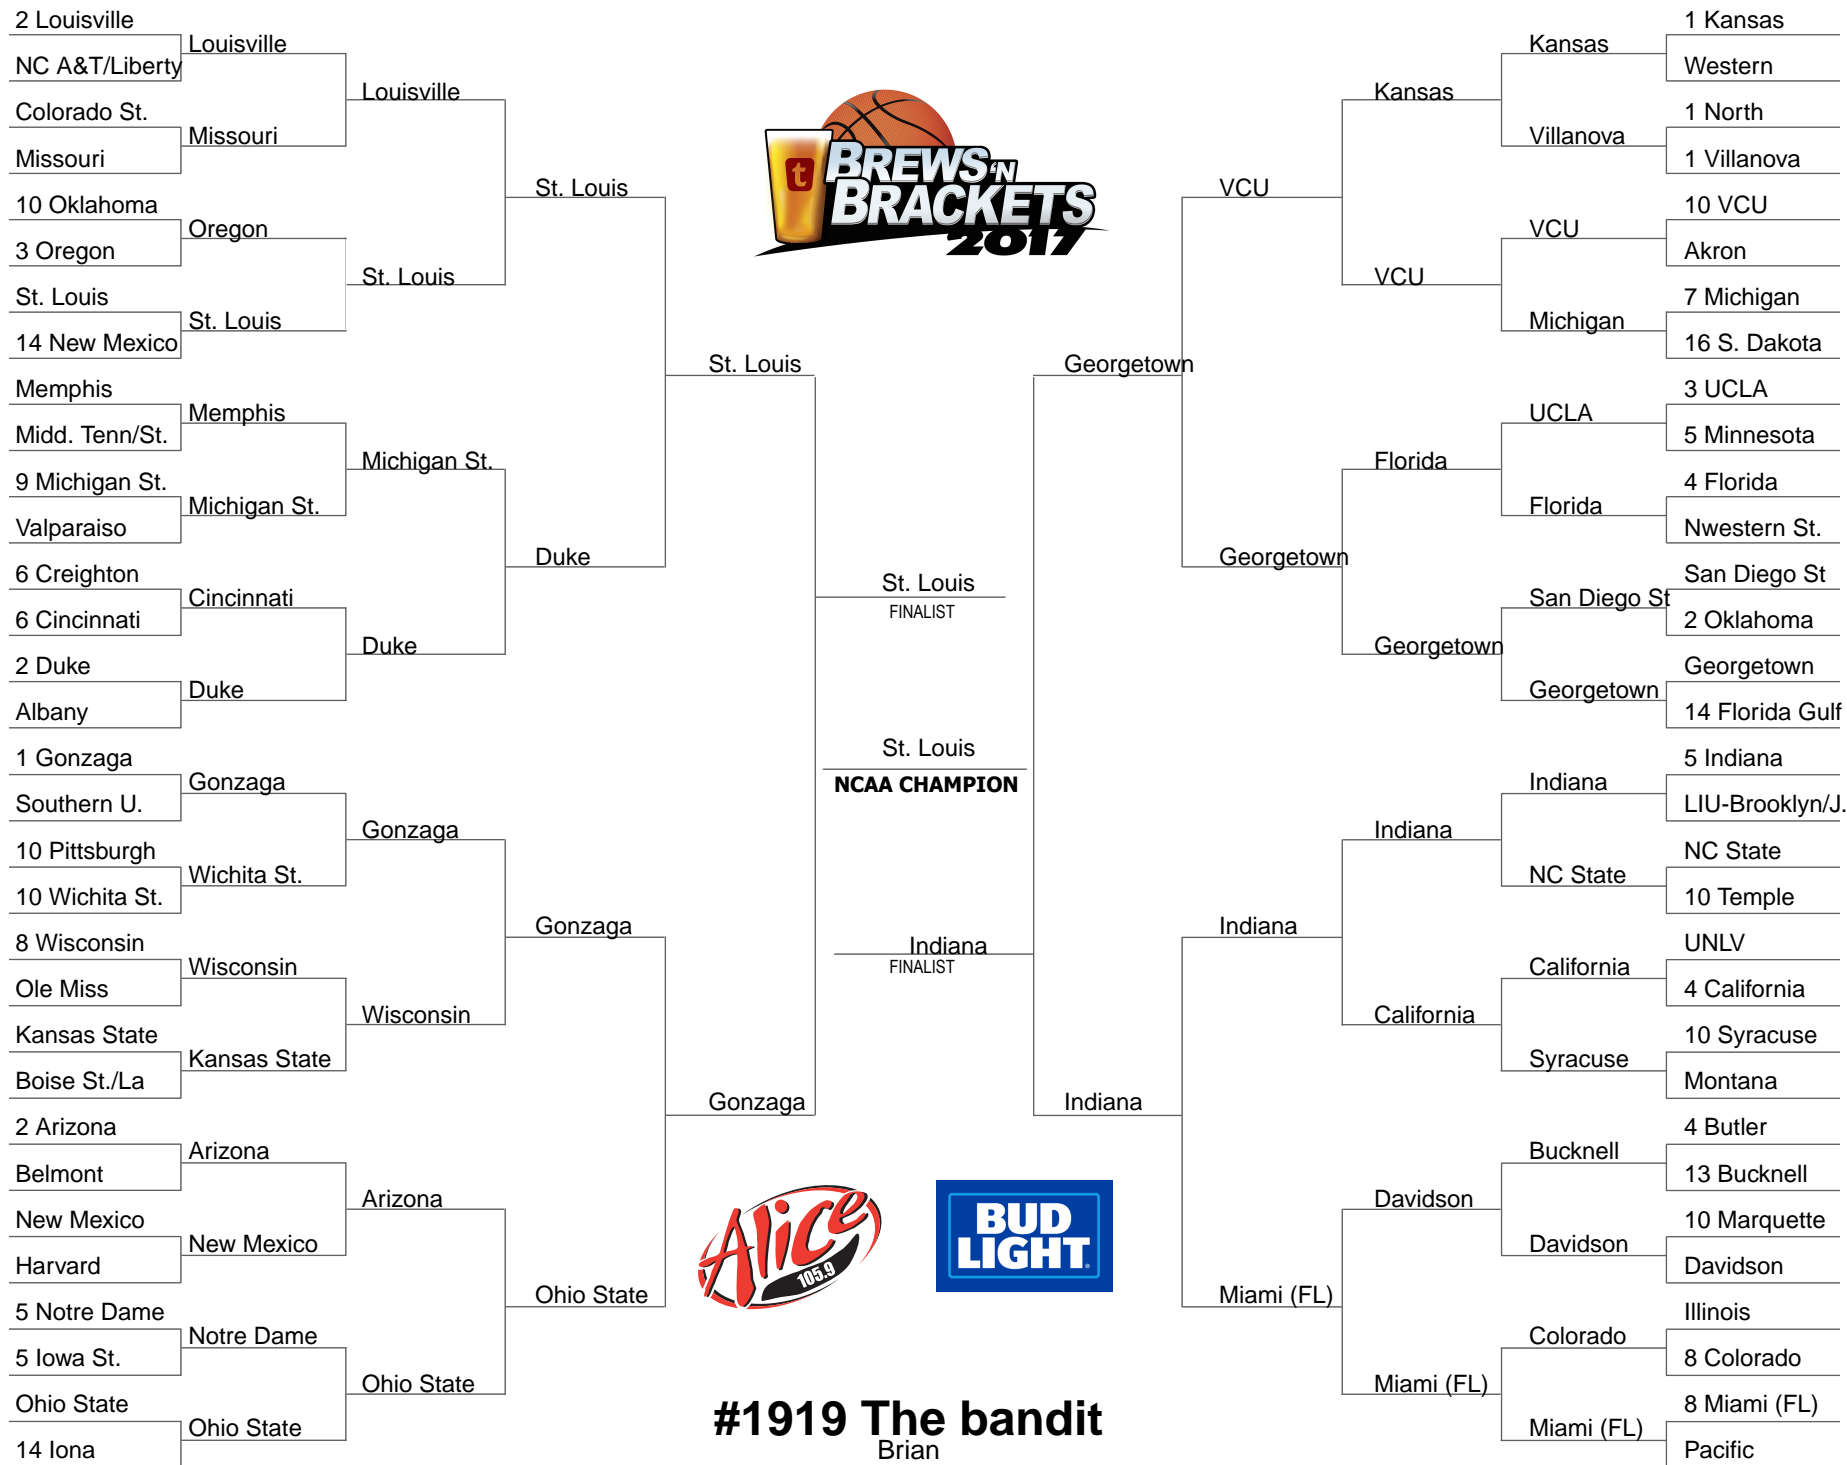 2 Louisville
NC A&T/Liberty
Colorado St.
Missouri
10 Oklahoma
3 Oregon
St. Louis
14 New Mexico
Memphis
Midd. Tenn/St.
9 Michigan St.
Valparaiso
6 Creighton
6 Cincinnati
2 Duke
Albany
1 Gonzaga
Southern U.
10 Pittsburgh
10 Wichita St.
8 Wisconsin
Ole Miss
Kansas State
Boise St./La
2 Arizona
Belmont
New Mexico
Harvard
5 Notre Dame
5 Iowa St.
Ohio State
14 Iona
Louisville
Missouri
Oregon
St. Louis
Memphis
Michigan St.
Cincinnati
Duke
Gonzaga
Wichita St.
Wisconsin
Kansas State
Arizona
New Mexico
Notre Dame
Ohio State
Louisville
St. Louis
Michigan St.
Duke
Gonzaga
Wisconsin
Arizona
Ohio State
St. Louis
Duke
Gonzaga
Ohio State
St. Louis
Gonzaga
t
BREWS 'N
BRACKETS
2017
St. Louis
FINALIST
St. Louis
NCAA CHAMPION
Indiana
FINALIST
Alice
105.9
BUD
LIGHT
#1919 The bandit
Brian
Georgetown
Indiana
VCU
Georgetown
Indiana
Miami (FL)
Kansas
VCU
Florida
Georgetown
Indiana
California
Davidson
Miami (FL)
Kansas
Villanova
VCU
Michigan
UCLA
Florida
San Diego St
Georgetown
Indiana
NC State
California
Syracuse
Bucknell
Davidson
Colorado
Miami (FL)
1 Kansas
Western
1 North
1 Villanova
10 VCU
Akron
7 Michigan
16 S. Dakota
3 UCLA
5 Minnesota
4 Florida
Nwestern St.
San Diego St
2 Oklahoma
Georgetown
14 Florida Gulf
5 Indiana
LIU-Brooklyn/J.
NC State
10 Temple
UNLV
4 California
10 Syracuse
Montana
4 Butler
13 Bucknell
10 Marquette
Davidson
Illinois
8 Colorado
8 Miami (FL)
Pacific